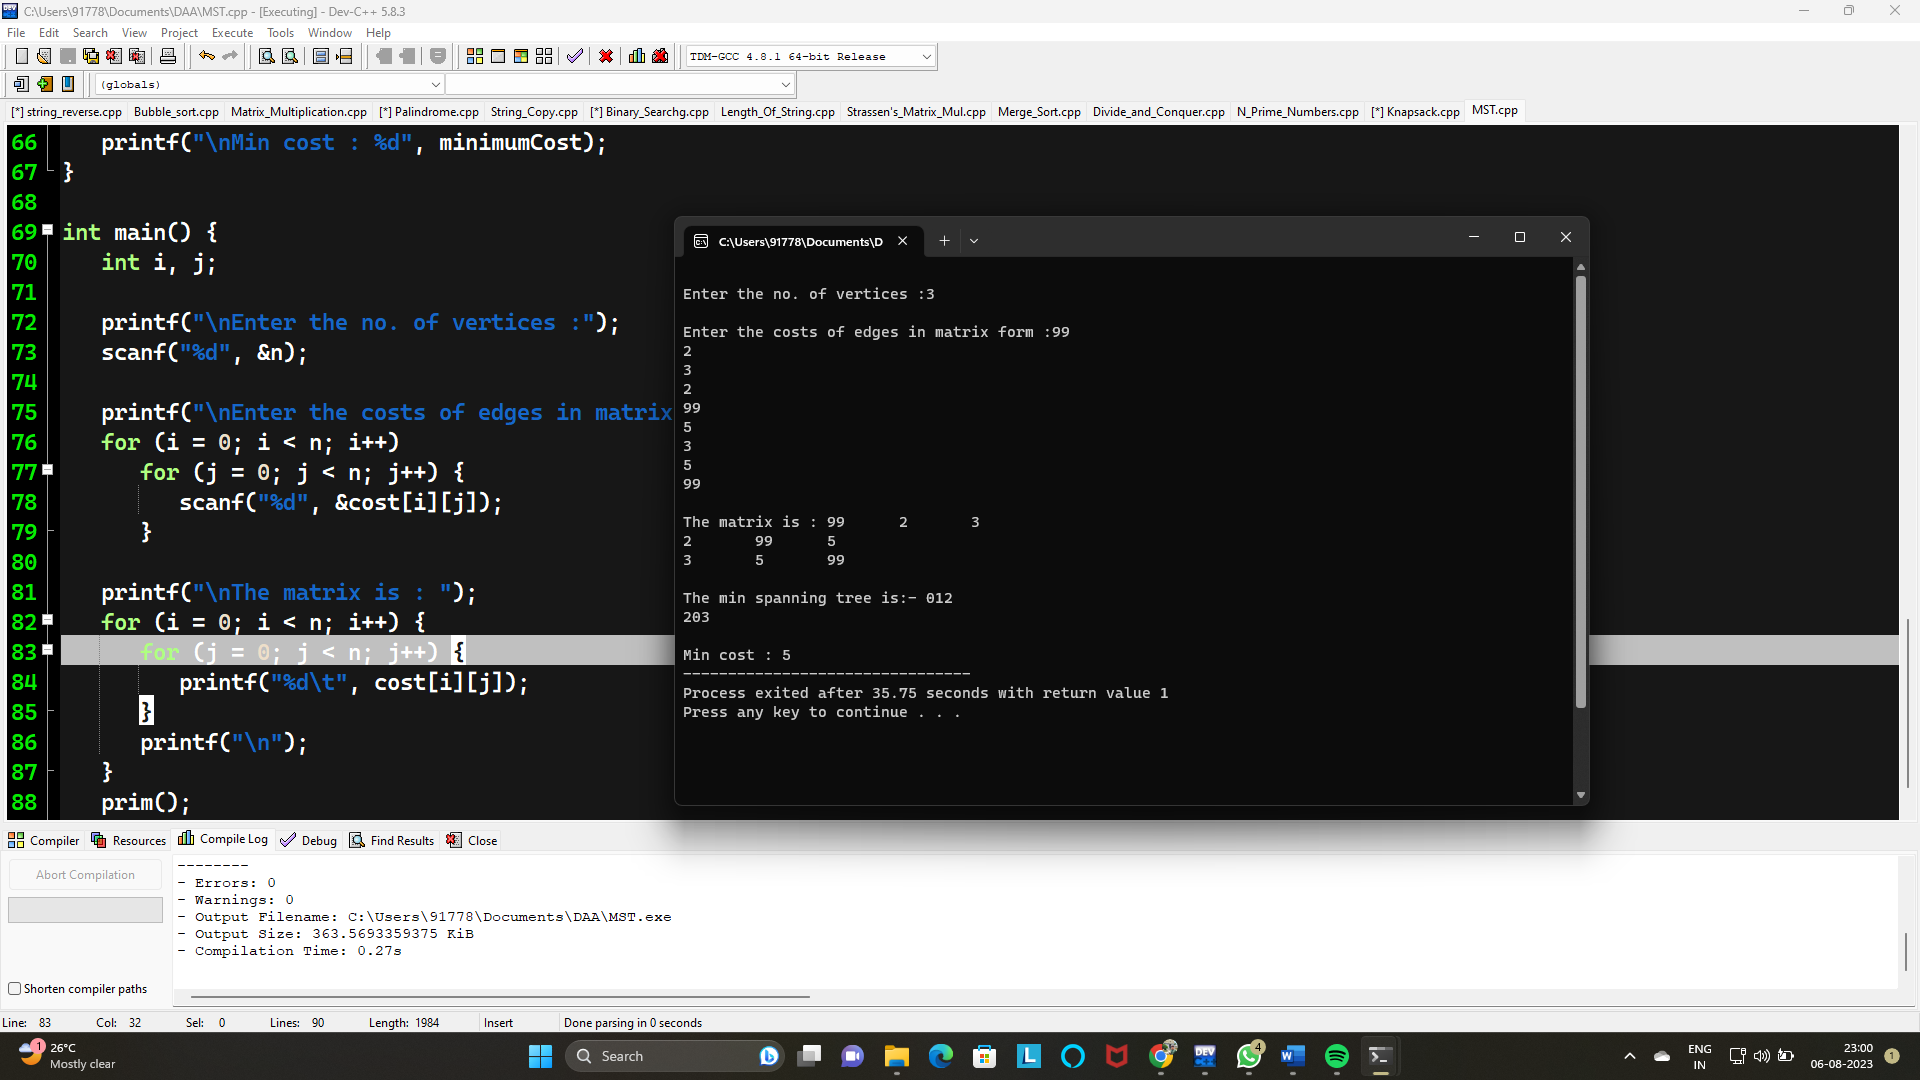 C:\Users\91778\Documents\DAA\MST.cpp - [Executing] - Dev-C++ 5.8.3
File Edit Search View Project Execute Tools Window Help
TDM-GCC 4.8.1 64-bit Release
(globals)
[*] string_reverse.cpp Bubble_sort.cpp Matrix_Multiplication.cpp [*] Palindrome.cpp String_Copy.cpp [*] Binary_Searchg.cpp Length_Of_String.cpp Strassen's_Matrix_Mul.cpp Merge_Sort.cpp Divide_and_Conquer.cpp N_Prime_Numbers.cpp [*] Knapsack.cpp MST.cpp
66 printf("\nMin cost : %d", minimumCost);
67 }
68
69 int main() {
70 int i, j;
71
72 printf("\nEnter the no. of vertices :");
73 scanf("%d", &n);
74
75 printf("\nEnter the costs of edges in matrix
76 for (i = 0; i < n; i++)
77 for (j = 0; j < n; j++) {
78 scanf("%d", &cost[i][j]);
79 }
80
81 printf("\nThe matrix is : ");
82 for (i = 0; i < n; i++) {
83 for (j = 0; j < n; j++) {
84 printf("%d\t", cost[i][j]);
85 }
86 printf("\n");
87 }
88 prim();
C:\Users\91778\Documents\D
Enter the no. of vertices :3
Enter the costs of edges in matrix form :99
2
3
2
99
5
3
5
99
The matrix is : 99 2 3
2 99 5
3 5 99
The min spanning tree is:- 012
203
Min cost : 5
--------------------------------
Process exited after 35.75 seconds with return value 1
Press any key to continue . . .
Compiler Resources Compile Log Debug Find Results Close
Abort Compilation
Shorten compiler paths
--------
- Errors: 0
- Warnings: 0
- Output Filename: C:\Users\91778\Documents\DAA\MST.exe
- Output Size: 363.5693359375 KiB
- Compilation Time: 0.27s
Line: 83 Col: 32 Sel: 0 Lines: 90 Length: 1984 Insert Done parsing in 0 seconds
1
26°C
Mostly clear
Search
DEV
4
ENG
IN
23:00
06-08-2023
1